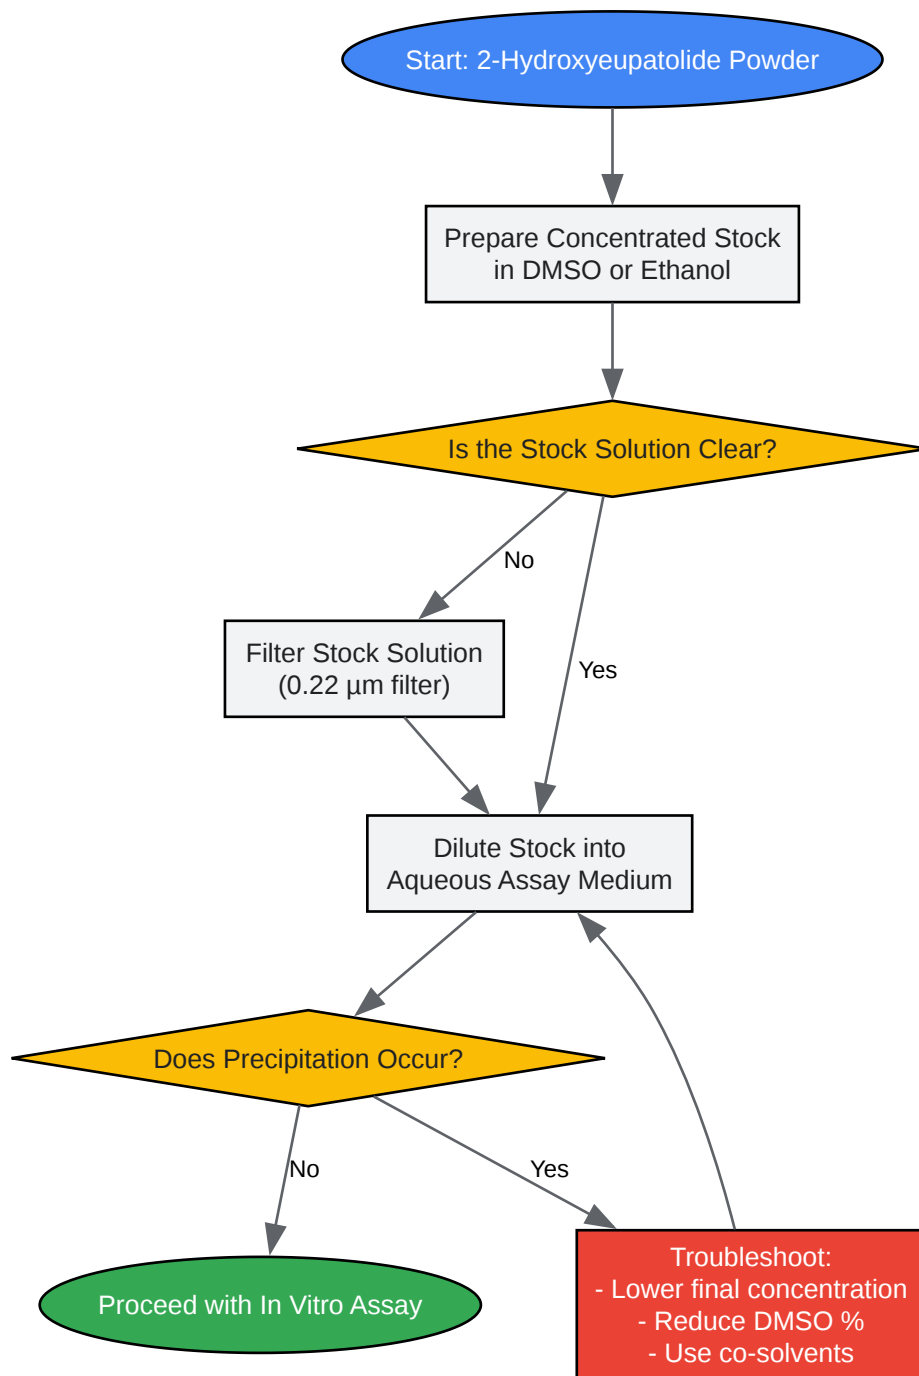 Start: 2-Hydroxyeupatolide Powder
Prepare Concentrated Stock
in DMSO or Ethanol
Is the Stock Solution Clear?
No
Filter Stock Solution
(0.22 µm filter)
Yes
Dilute Stock into
Aqueous Assay Medium
Does Precipitation Occur?
No
Yes
Proceed with In Vitro Assay
Troubleshoot:
- Lower final concentration
- Reduce DMSO %
- Use co-solvents